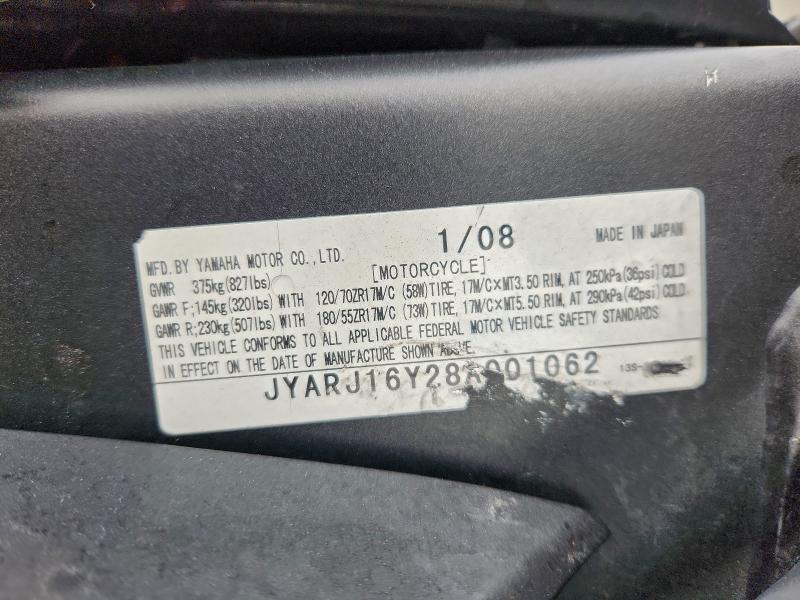 MFD. BY YAMAHA MOTOR CO., LTD. 1/08 MADE IN JAPAN
GVWR 375kg(827lbs) [MOTORCYCLE]
GAWR F;145kg(320lbs) WITH 120/70ZR17M/C (58W)TIRE, 17M/C×MT3.50 RIM, AT 250kPa(36psi) COLD
GAWR R;230kg(507lbs) WITH 180/55ZR17M/C (73W)TIRE, 17M/C×MT5.50 RIM, AT 290kPa(42psi) COLD
THIS VEHICLE CONFORMS TO ALL APPLICABLE FEDERAL MOTOR VEHICLE SAFETY STANDARDS
IN EFFECT ON THE DATE OF MANUFACTURE SHOWN ABOVE.
JYARJ16Y28A001062 13S-